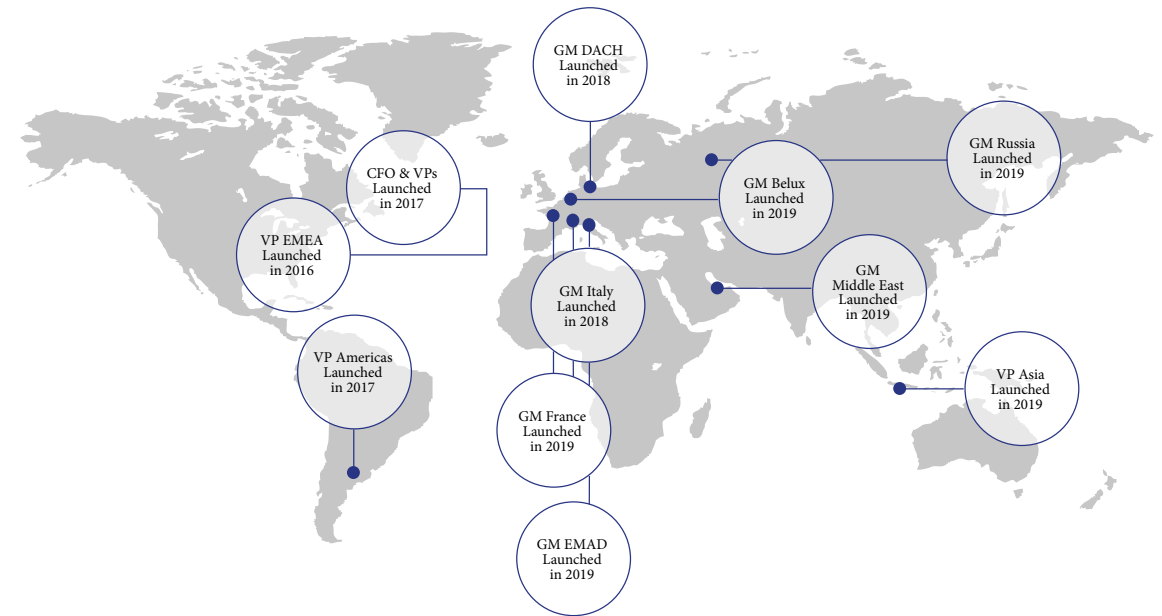 GM DACH
Launched
in 2018
CFO & VPs
Launched
in 2017
GM Russia
Launched
in 2019
GM Belux
Launched
in 2019
VP EMEA
Launched
in 2016
GM Italy
Launched
in 2018
GM
Middle East
Launched
in 2019
VP Americas
Launched
in 2017
VP Asia
Launched
in 2019
GM France
Launched
in 2019
GM EMAD
Launched
in 2019